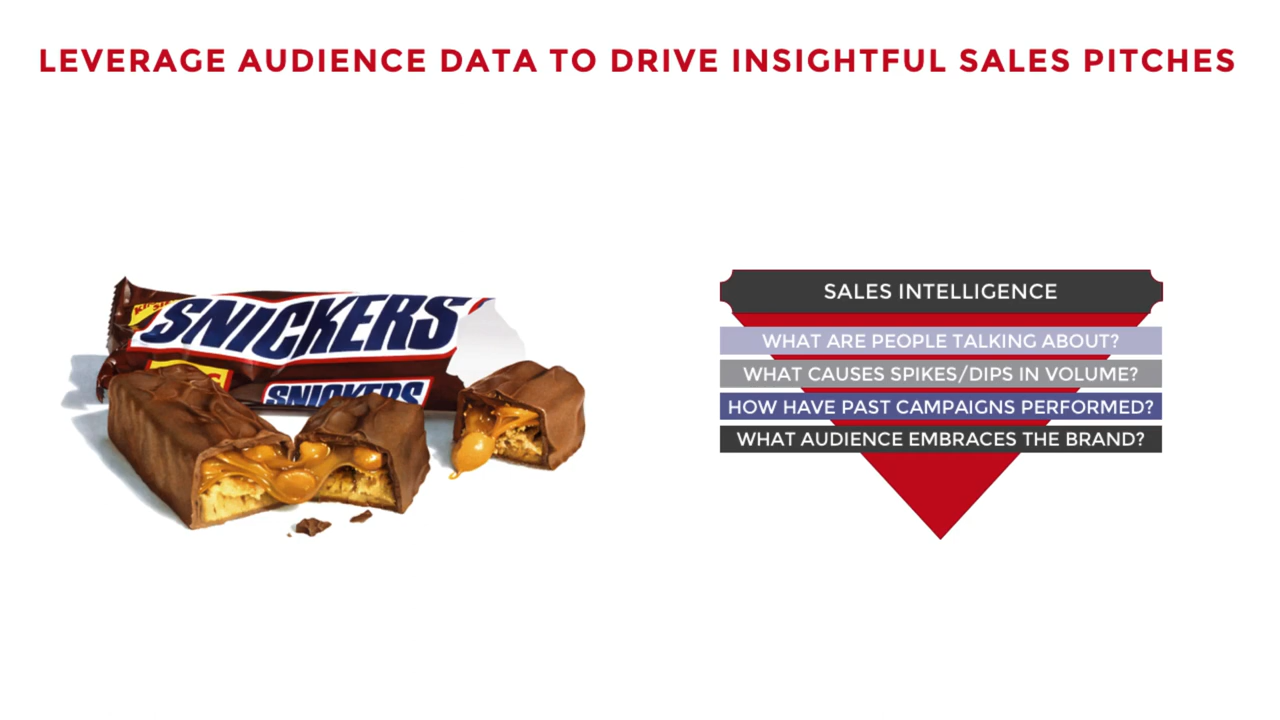 LEVERAGE AUDIENCE DATA TO DRIVE INSIGHTFUL SALES PITCHES
SNICKERS
SNICKERS
SALES INTELLIGENCE
WHAT ARE PEOPLE TALKING ABOUT?
WHAT CAUSES SPIKES/DIPS IN VOLUME?
HOW HAVE PAST CAMPAIGNS PERFORMED?
WHAT AUDIENCE EMBRACES THE BRAND?